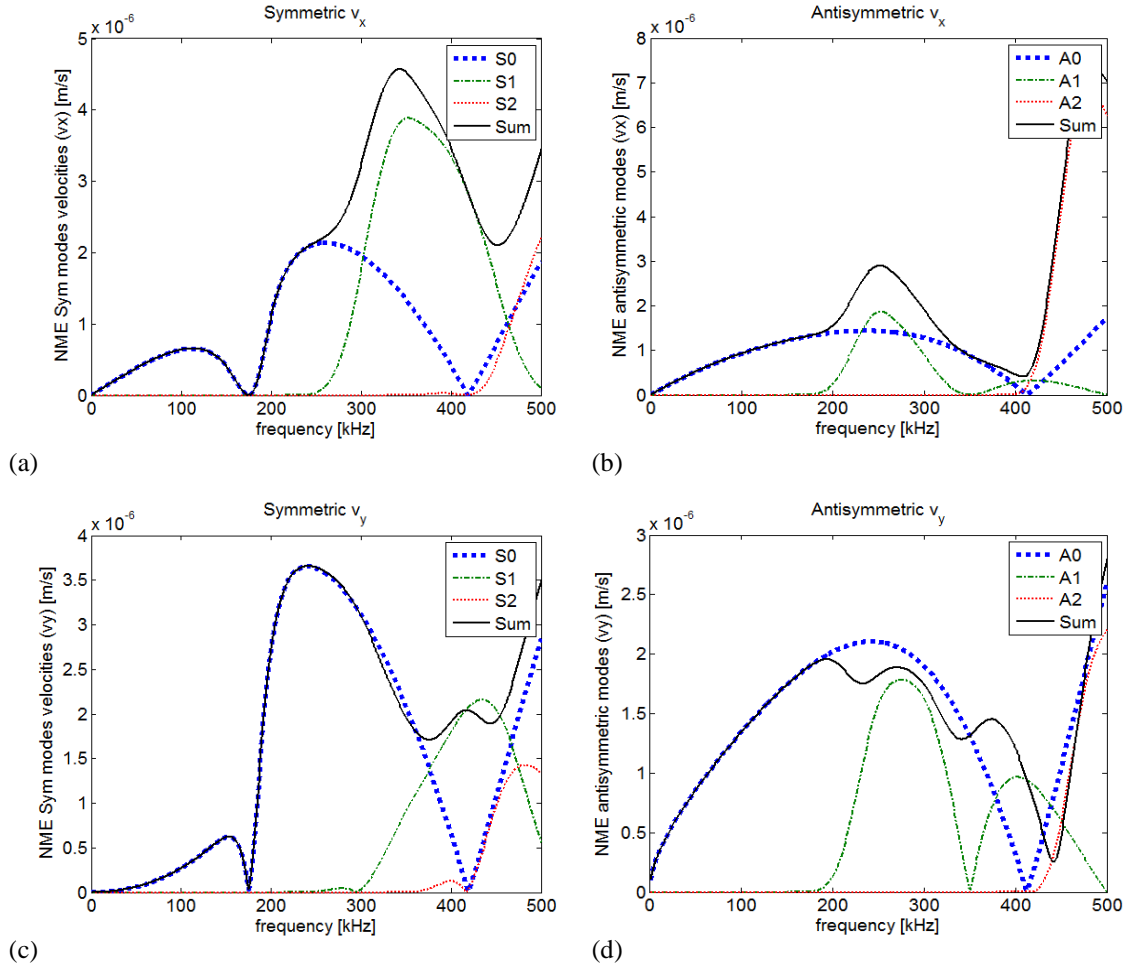 Symmetric v_x
x 10^-6
NME Sym modes velocities (vx) [m/s]
5
4
3
2
1
0
0 100 200 300 400 500
frequency [kHz]
S0
S1
S2
Sum
(a)
Antisymmetric v_x
x 10^-6
NME antisymmetric modes (vx) [m/s]
8
7
6
5
4
3
2
1
0
0 100 200 300 400 500
frequency [kHz]
A0
A1
A2
Sum
(b)
Symmetric v_y
x 10^-6
NME Sym modes velocities (vy) [m/s]
4
3.5
3
2.5
2
1.5
1
0.5
0
0 100 200 300 400 500
frequency [kHz]
S0
S1
S2
Sum
(c)
Antisymmetric v_y
x 10^-6
NME antisymmetric modes (vy) [m/s]
3
2.5
2
1.5
1
0.5
0
0 100 200 300 400 500
frequency [kHz]
A0
A1
A2
Sum
(d)